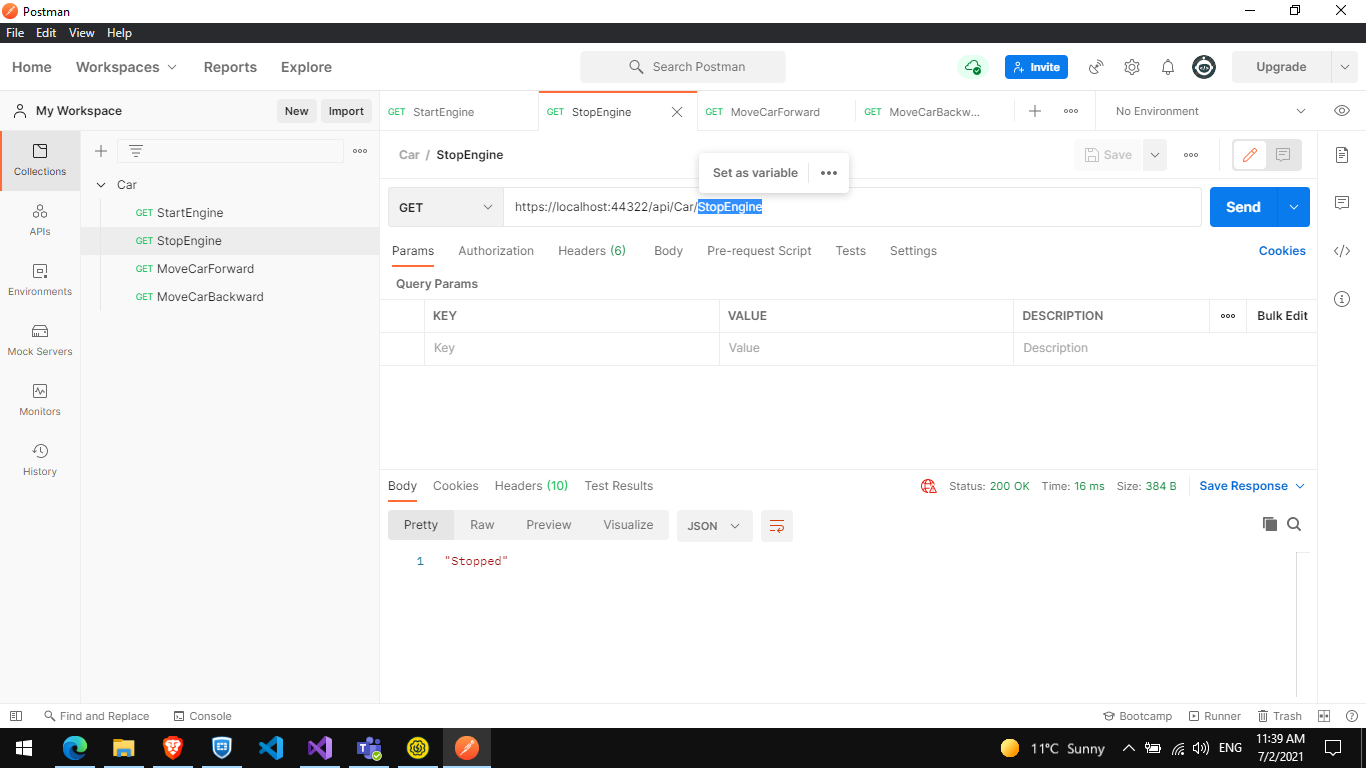 Postman
File Edit View Help
Home Workspaces Reports Explore Search Postman Invite Upgrade
My Workspace New Import GET StartEngine GET StopEngine GET MoveCarForward GET MoveCarBackw... No Environment
Collections
APIs
Environments
Mock Servers
Monitors
History
Car
GET StartEngine
GET StopEngine
GET MoveCarForward
GET MoveCarBackward
Car / StopEngine Save
Set as variable
GET https://localhost:44322/api/Car/StopEngine Send
Params Authorization Headers (6) Body Pre-request Script Tests Settings Cookies
Query Params
KEY VALUE DESCRIPTION Bulk Edit
Key Value Description
Body Cookies Headers (10) Test Results Status: 200 OK Time: 16 ms Size: 384 B Save Response
Pretty Raw Preview Visualize JSON
1 "Stopped"
Find and Replace Console Bootcamp Runner Trash
11°C Sunny ENG 11:39 AM
7/2/2021